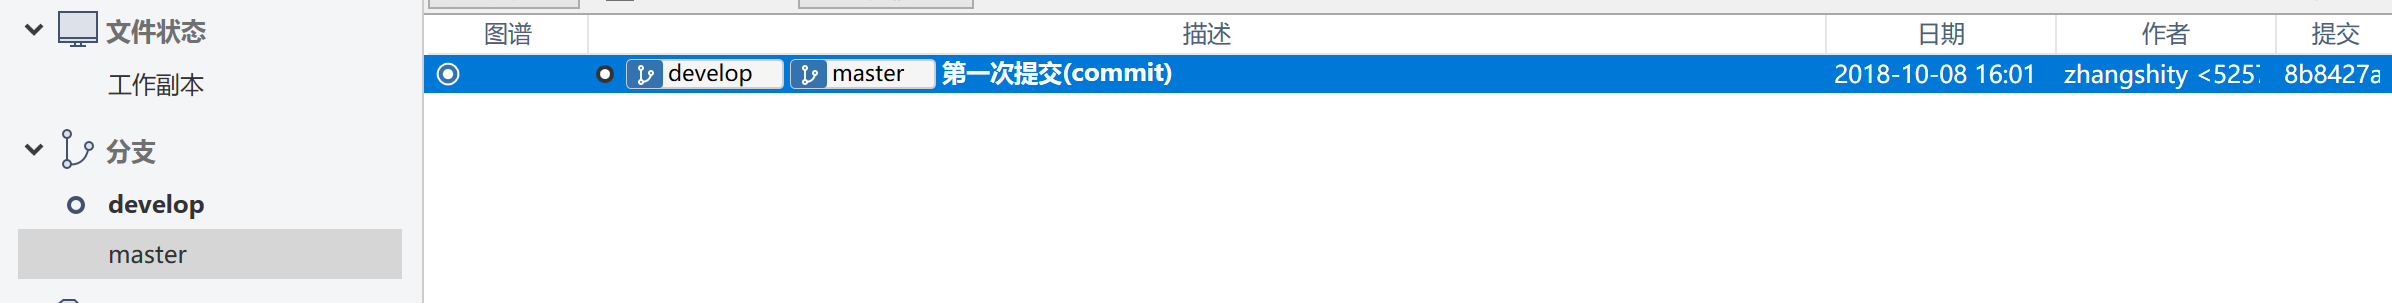 文件状态
工作副本
分支
develop
master
图谱 描述 日期 作者 提交
develop master 第一次提交(commit) 2018-10-08 16:01 zhangshity <525 8b8427a